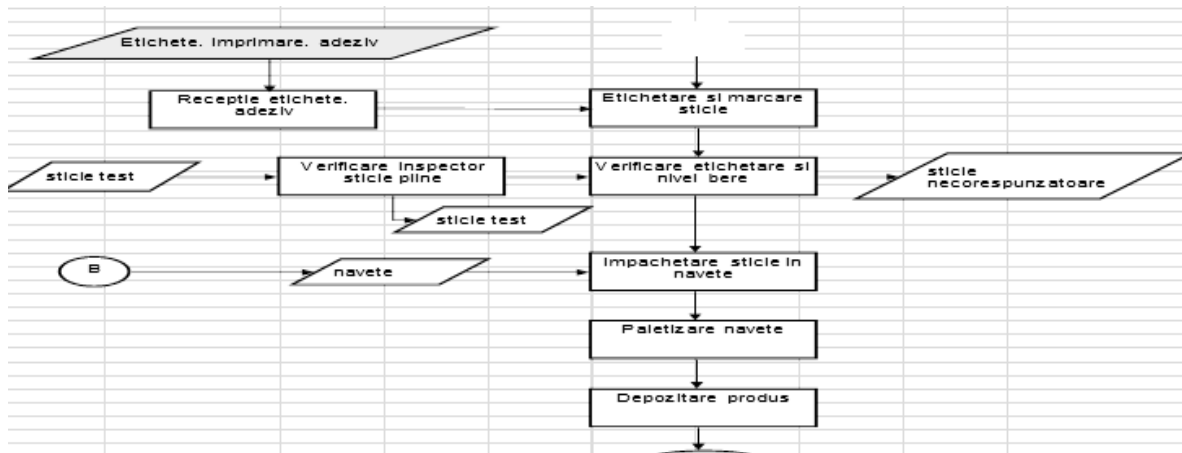 Etichete. imprimare. adeziv
Receptie etichete.
adeziv
Etichetare si marcare
sticle
sticle test
Verificare inspector
sticle pline
Verificare etichetare si
nivel bere
sticle
necorespunzatoare
sticle test
B
navete
Impachetare sticle in
navete
Paletizare navete
Depozitare produs